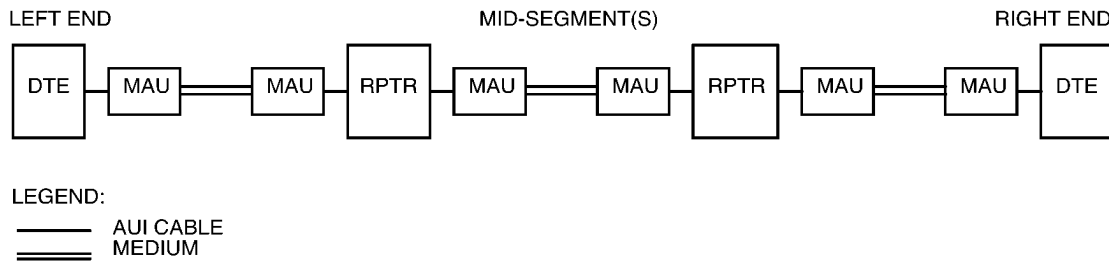 LEFT END MID-SEGMENT(S) RIGHT END
DTE MAU MAU RPTR MAU MAU RPTR MAU MAU DTE
LEGEND:
AUI CABLE
MEDIUM